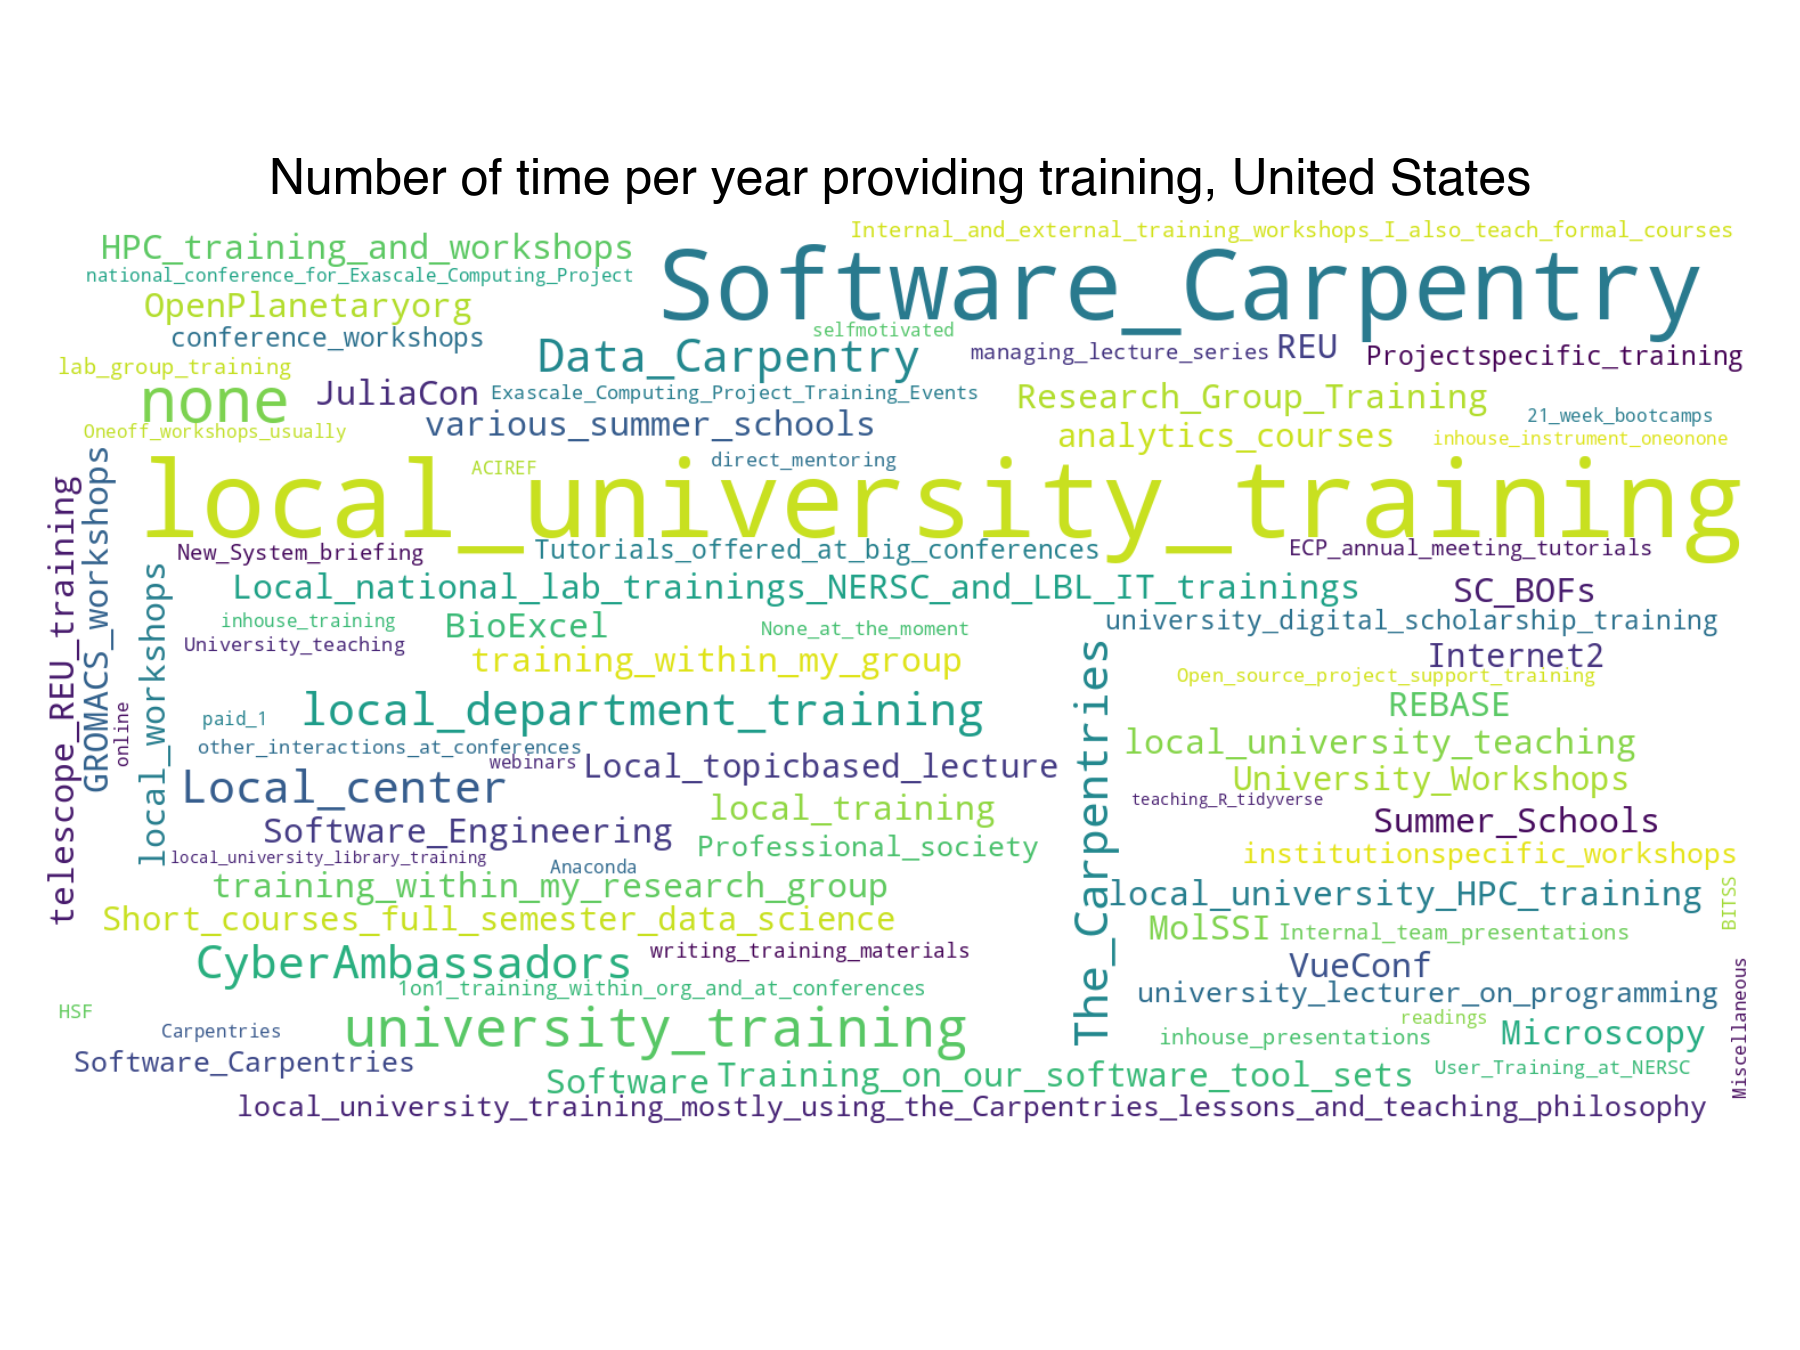 Number of time per year providing training, United States
Internal_and_external_training_workshops_I_also_teach_formal_courses
HPC_training_and_workshops
Software_Carpentry
national_conference_for_Exascale_Computing_Project
OpenPlanetaryorg
selfmotivated
conference_workshops
Data_Carpentry
managing_lecture_series
REU
Projectspecific_training
lab_group_training
none
JuliaCon
Exascale_Computing_Project_Training_Events
Research_Group_Training
21_week_bootcamps
various_summer_schools
Oneoff_workshops_usually
analytics_courses
inhouse_instrument_oneonone
ACIREF
direct_mentoring
local_university_training
telescope_REU_training
GROMACS_workshops
local_workshops
New_System_briefing
Tutorials_offered_at_big_conferences
ECP_annual_meeting_tutorials
Local_national_lab_trainings_NERSC_and_LBL_IT_trainings
SC_BOFs
inhouse_training
BioExcel
None_at_the_moment
university_digital_scholarship_training
University_teaching
training_within_my_group
Internet2
Open_source_project_support_training
The_Carpentries
REBASE
online
paid_1
local_department_training
other_interactions_at_conferences
local_university_teaching
webinars
Local_topicbased_lecture
Local_center
University_Workshops
teaching_R_tidyverse
local_training
Software_Engineering
Summer_Schools
Professional_society
local_university_library_training
Anaconda
institutionspecific_workshops
training_within_my_research_group
local_university_HPC_training
BITSS
Short_courses_full_semester_data_science
MolSSI
Internal_team_presentations
CyberAmbassadors
writing_training_materials
VueConf
1on1_training_within_org_and_at_conferences
university_lecturer_on_programming
Miscellaneous
HSF
Carpentries
university_training
readings
inhouse_presentations
Microscopy
Software_Carpentries
Software
Training_on_our_software_tool_sets
User_Training_at_NERSC
local_university_training_mostly_using_the_Carpentries_lessons_and_teaching_philosophy